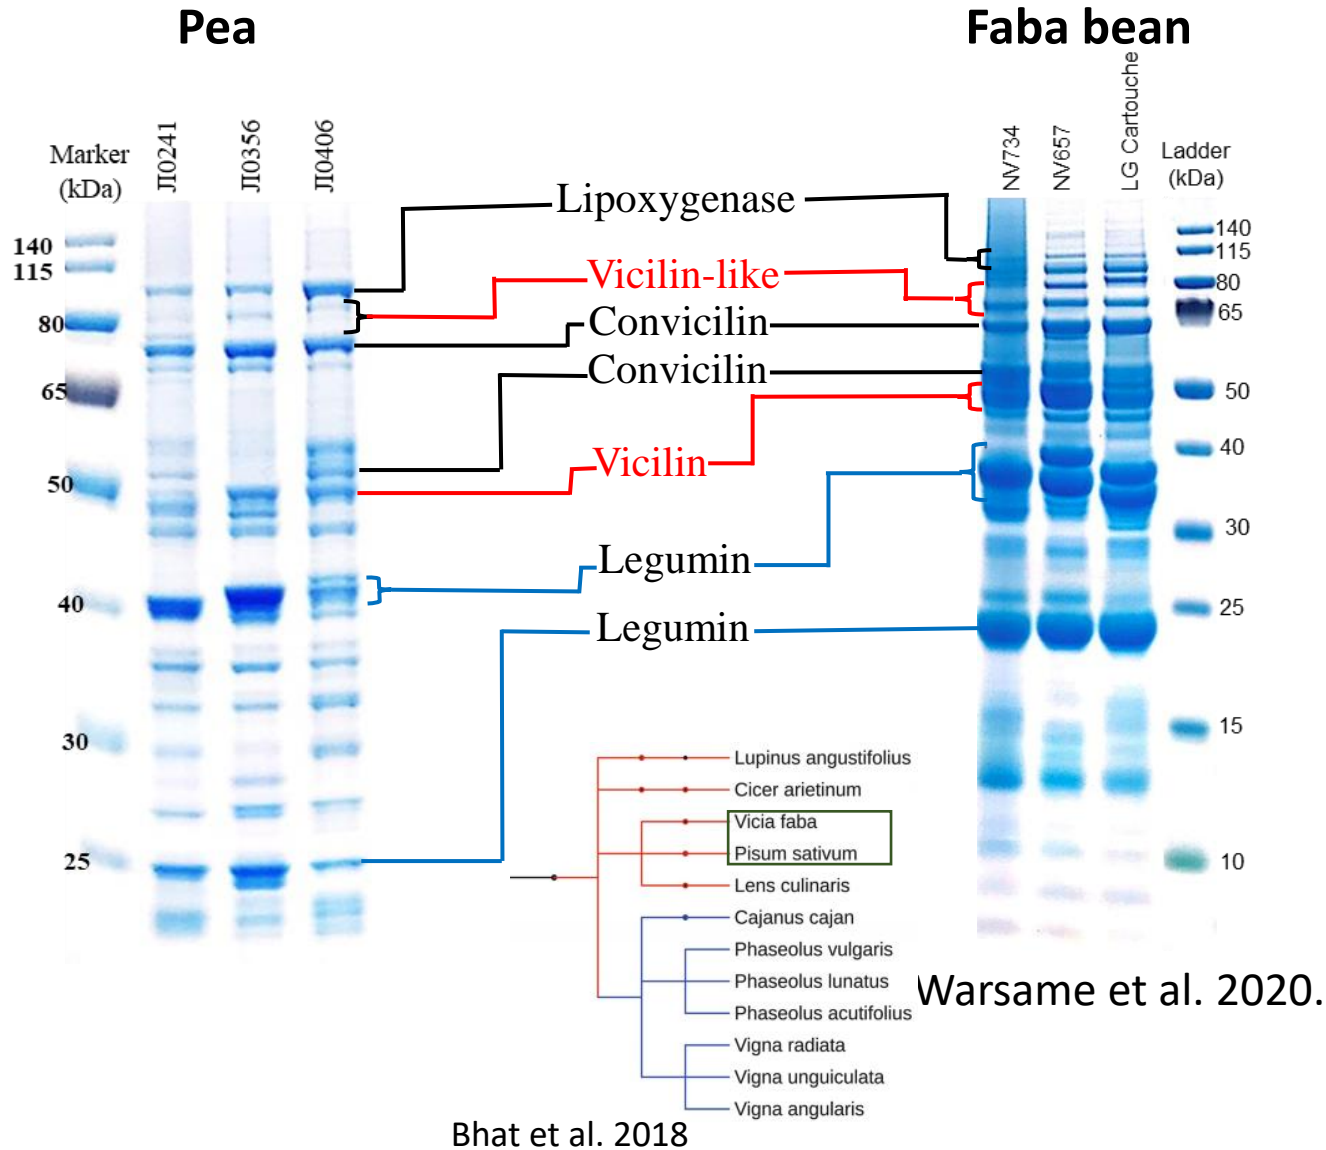 Pea
Faba bean
Marker
(kDa)
JI0241
JI0356
JI0406
NV734
NV657
LG Cartouche
Ladder
(kDa)
140
115
80
65
50
40
30
25
Lipoxygenase
Vicilin-like
Convicilin
Convicilin
Vicilin
Legumin
Legumin
140
115
80
65
50
40
30
25
15
10
Lupinus angustifolius
Cicer arietinum
Vicia faba
Pisum sativum
Lens culinaris
Cajanus cajan
Phaseolus vulgaris
Phaseolus lunatus
Phaseolus acutifolius
Vigna radiata
Vigna unguiculata
Vigna angularis
Warsame et al. 2020.
Bhat et al. 2018